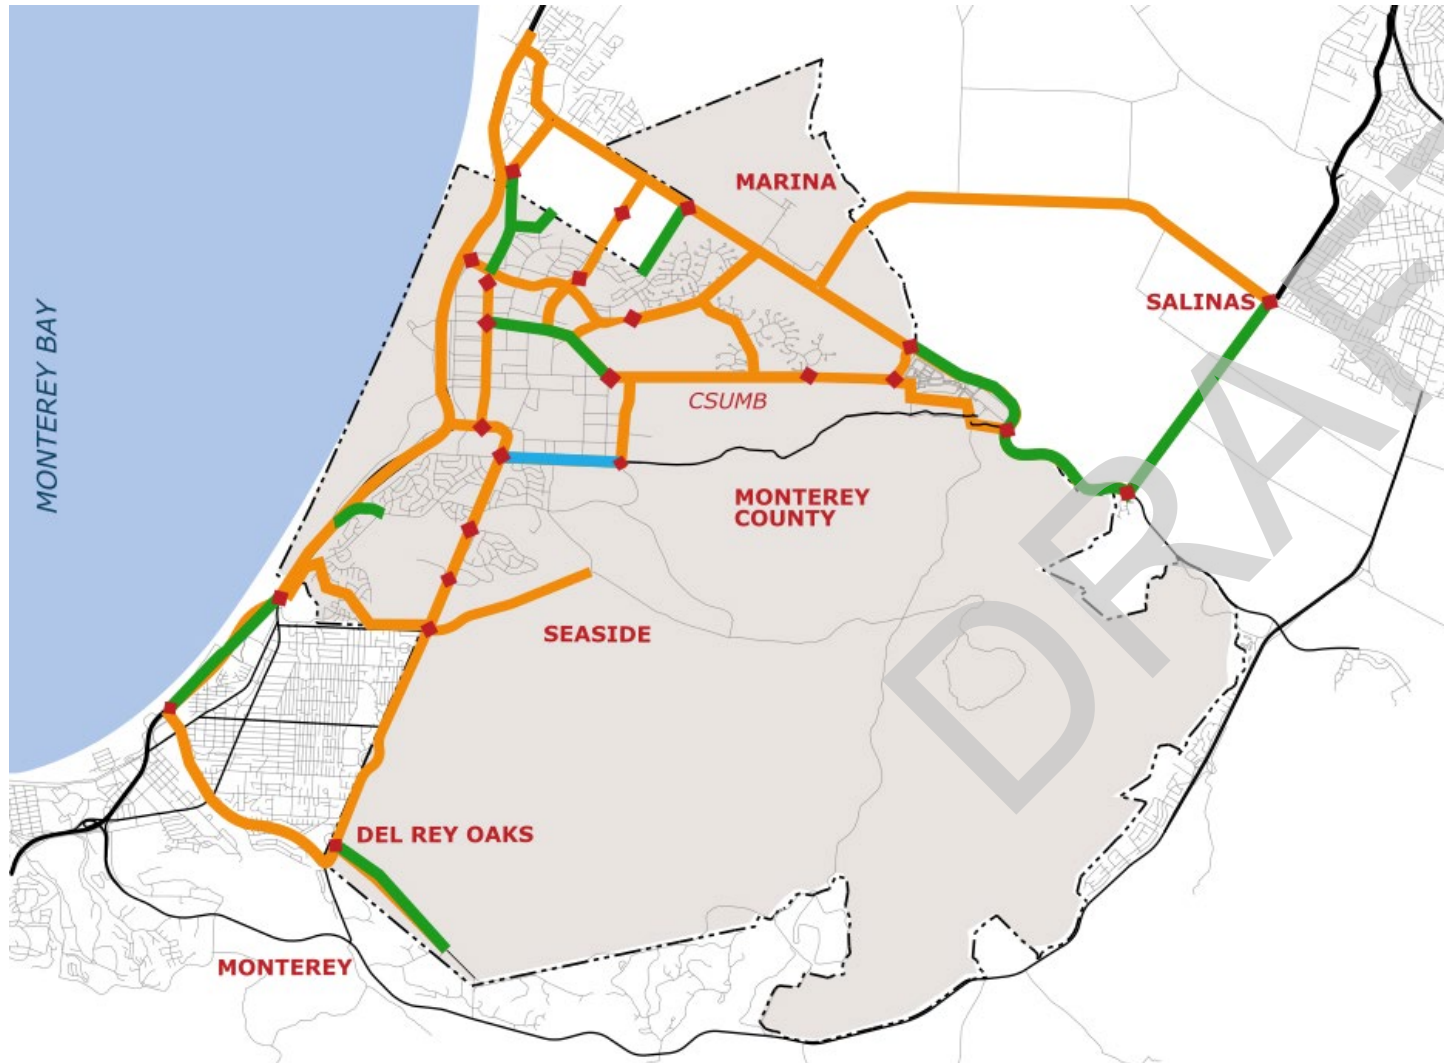 MARINA
SALINAS
MONTEREY BAY
CSUMB
MONTEREY
COUNTY
SEASIDE
DEL REY OAKS
MONTEREY
DRAFT